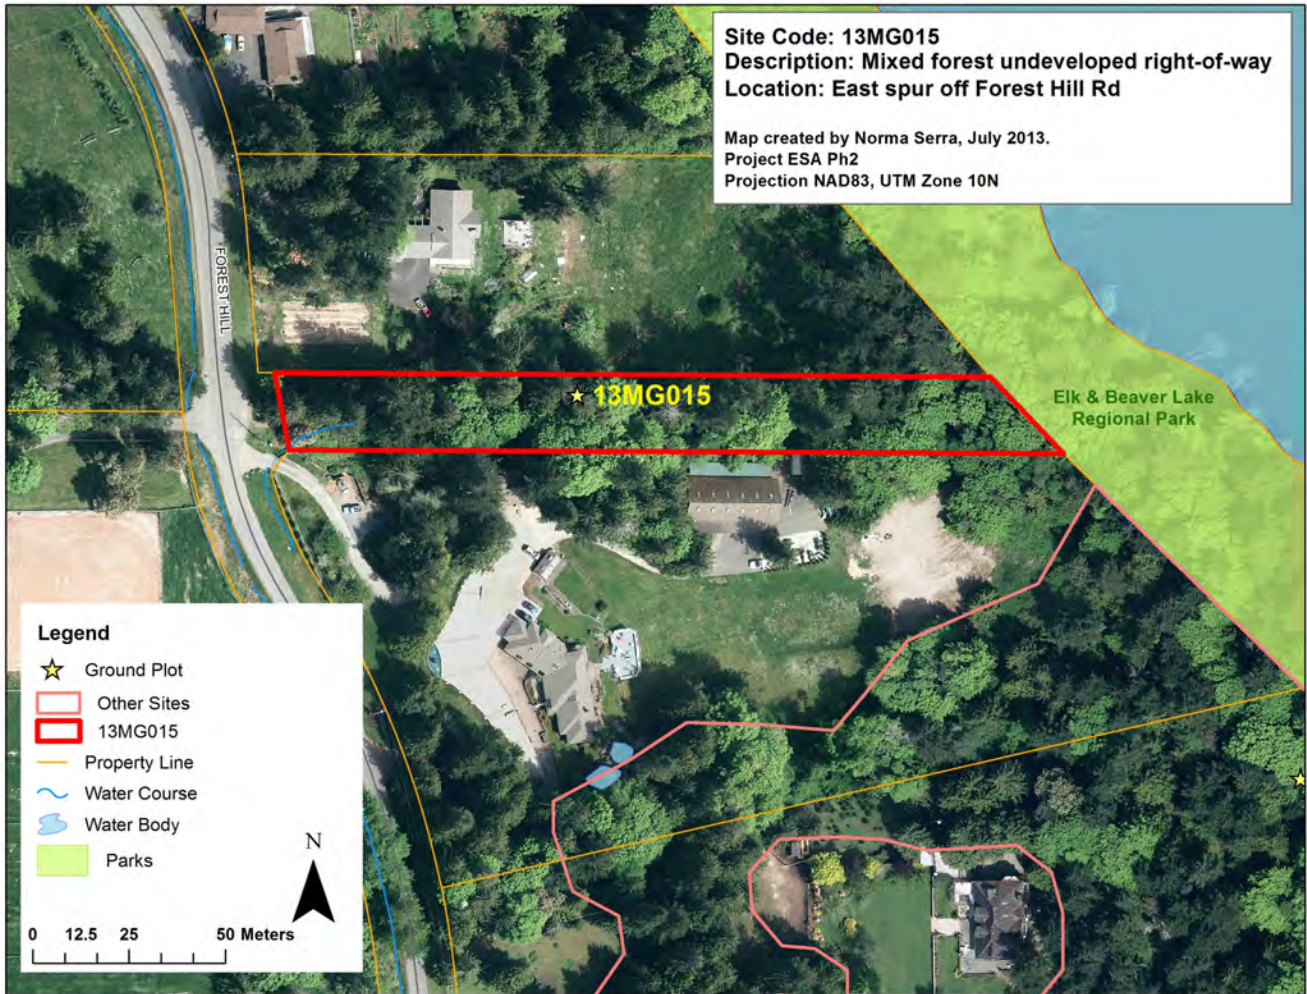 Site Code: 13MG015
Description: Mixed forest undeveloped right-of-way
Location: East spur off Forest Hill Rd
Map created by Norma Serra, July 2013.
Project ESA Ph2
Projection NAD83, UTM Zone 10N
FOREST HILL
13MG015
Elk & Beaver Lake
Regional Park
Legend
Ground Plot
Other Sites
13MG015
Property Line
Water Course
Water Body
Parks
N
0 12.5 25 50 Meters